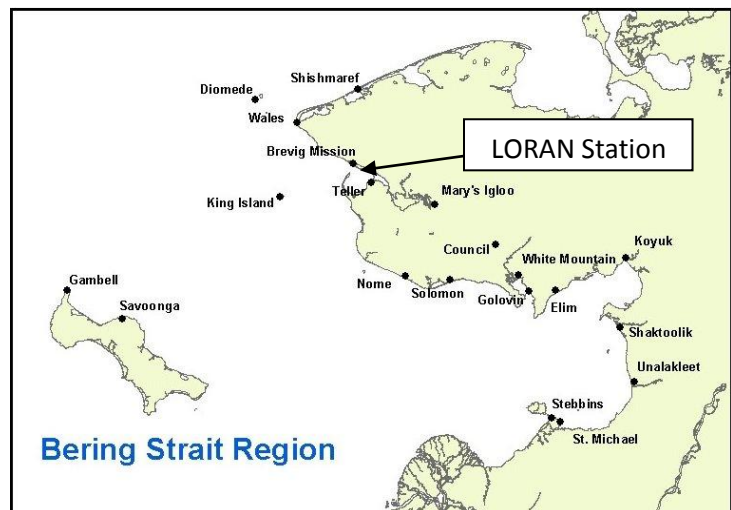 Shishmaref
Diomede
Wales
LORAN Station
Brevig Mission
Teller
Mary's Igloo
King Island
Koyuk
Council
White Mountain
Gambell
Nome
Solomon
Golovin
Elim
Savoonga
Shaktoolik
Unalakleet
Stebbins
St. Michael
Bering Strait Region